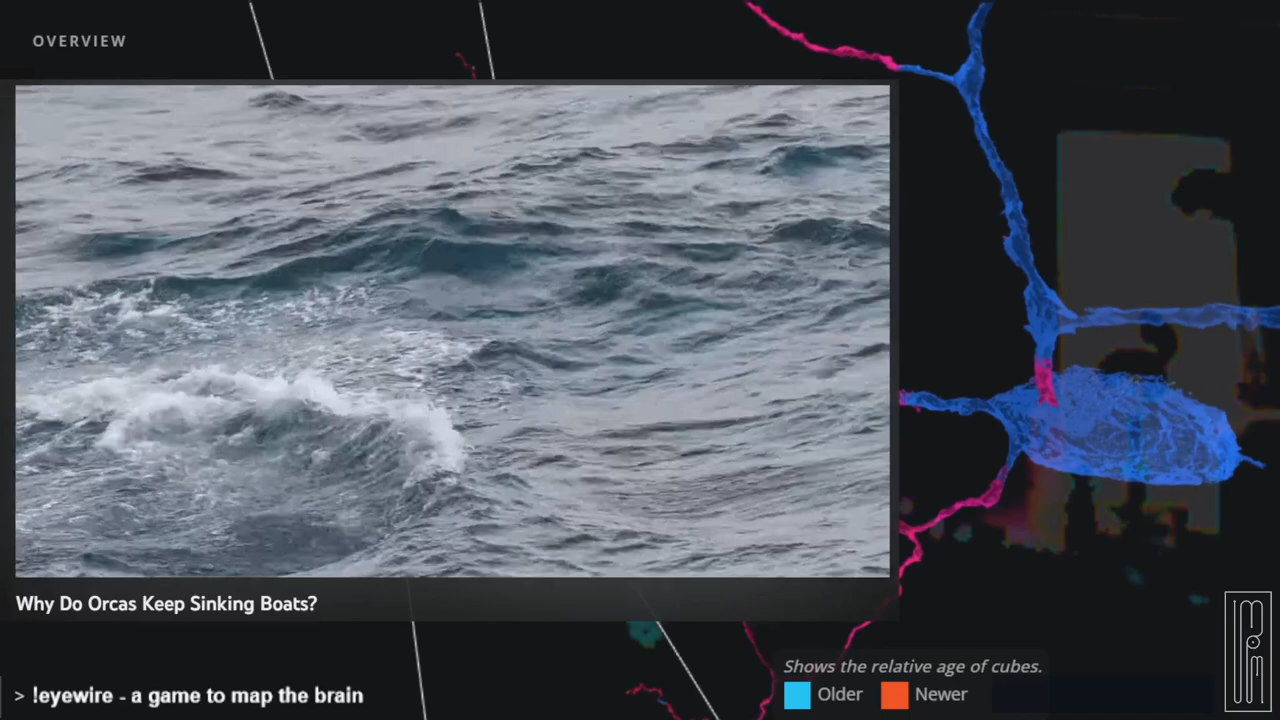 OVERVIEW
Why Do Orcas Keep Sinking Boats?
> !eyewire - a game to map the brain
Shows the relative age of cubes.
Older Newer